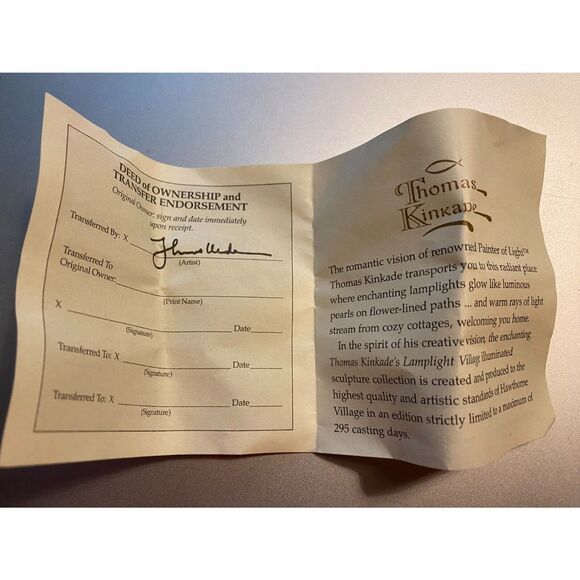 DEED of OWNERSHIP and
TRANSFER ENDORSEMENT
Original Owner: sign and date immediately
upon receipt.
Transferred By: X
(Artist)
Transferred To
Original Owner:
(Print Name)
X Date
(Signature)
Transferred To: X Date
(Signature)
Transferred To: X Date
(Signature)
Thomas
Kinkade
The romantic vision of renowned Painter of Light™
Thomas Kinkade transports you to this radiant place
where enchanting lamplights glow like luminous
pearls on flower-lined paths ... and warm rays of light
stream from cozy cottages, welcoming you home.
In the spirit of his creative vision, the enchanting
Thomas Kinkade's Lamplight Village illuminated
sculpture collection is created and produced to the
highest quality and artistic standards of Hawthorne
Village in an edition strictly limited to a maximum of
295 casting days.